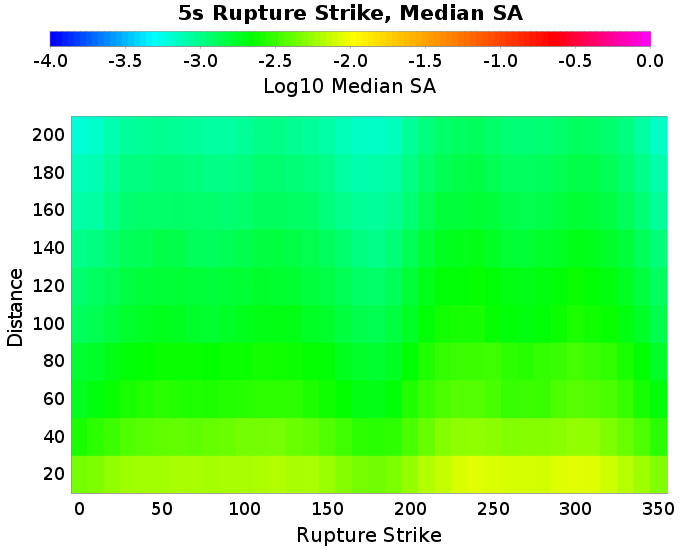 5s Rupture Strike, Median SA
-4.0 -3.5 -3.0 -2.5 -2.0 -1.5 -1.0 -0.5 0.0
Log10 Median SA
200
180
160
140
120
100
80
60
40
20
Distance
0 50 100 150 200 250 300 350
Rupture Strike